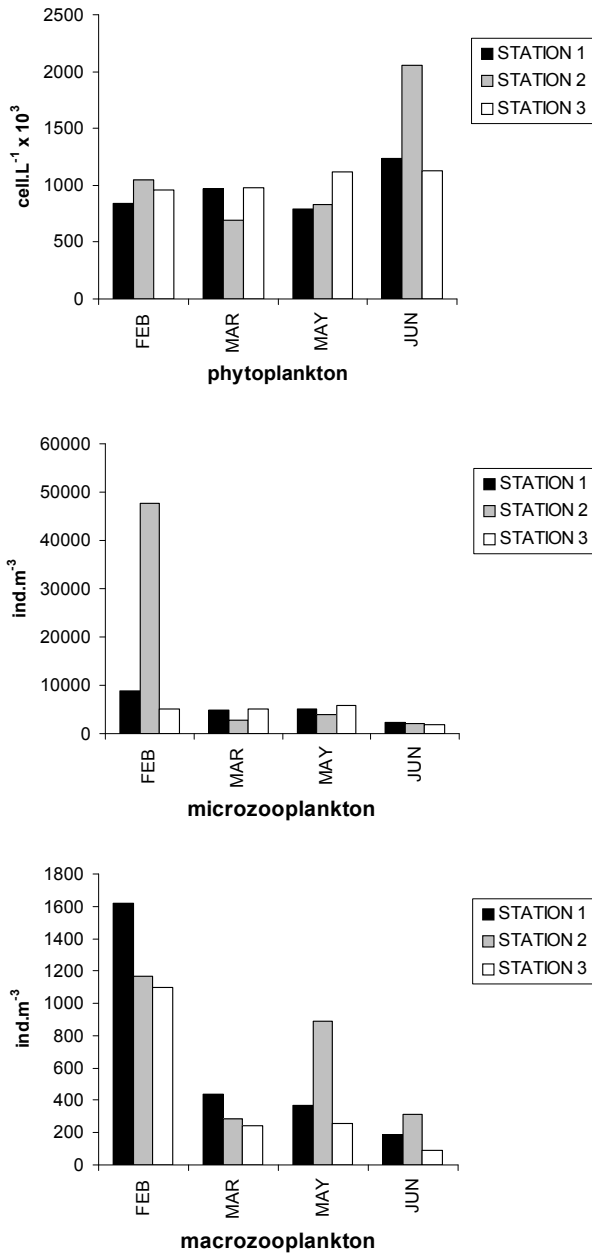 2500
2000
1500
1000
500
0
cell.L⁻¹ x 10³
FEB
MAR
MAY
JUN
phytoplankton
STATION 1
STATION 2
STATION 3
60000
50000
40000
30000
20000
10000
0
ind.m⁻³
FEB
MAR
MAY
JUN
microzooplankton
STATION 1
STATION 2
STATION 3
1800
1600
1400
1200
1000
800
600
400
200
0
ind.m⁻³
FEB
MAR
MAY
JUN
macrozooplankton
STATION 1
STATION 2
STATION 3